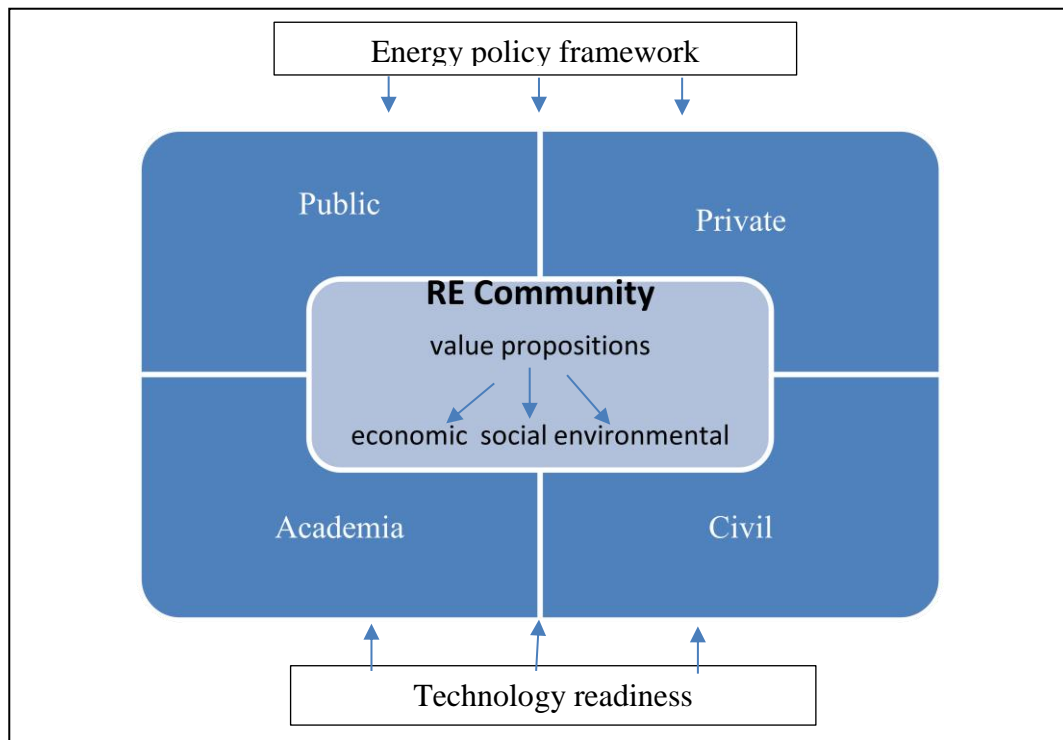 Energy policy framework
Public
Private
RE Community
value propositions
economic social environmental
Academia
Civil
Technology readiness